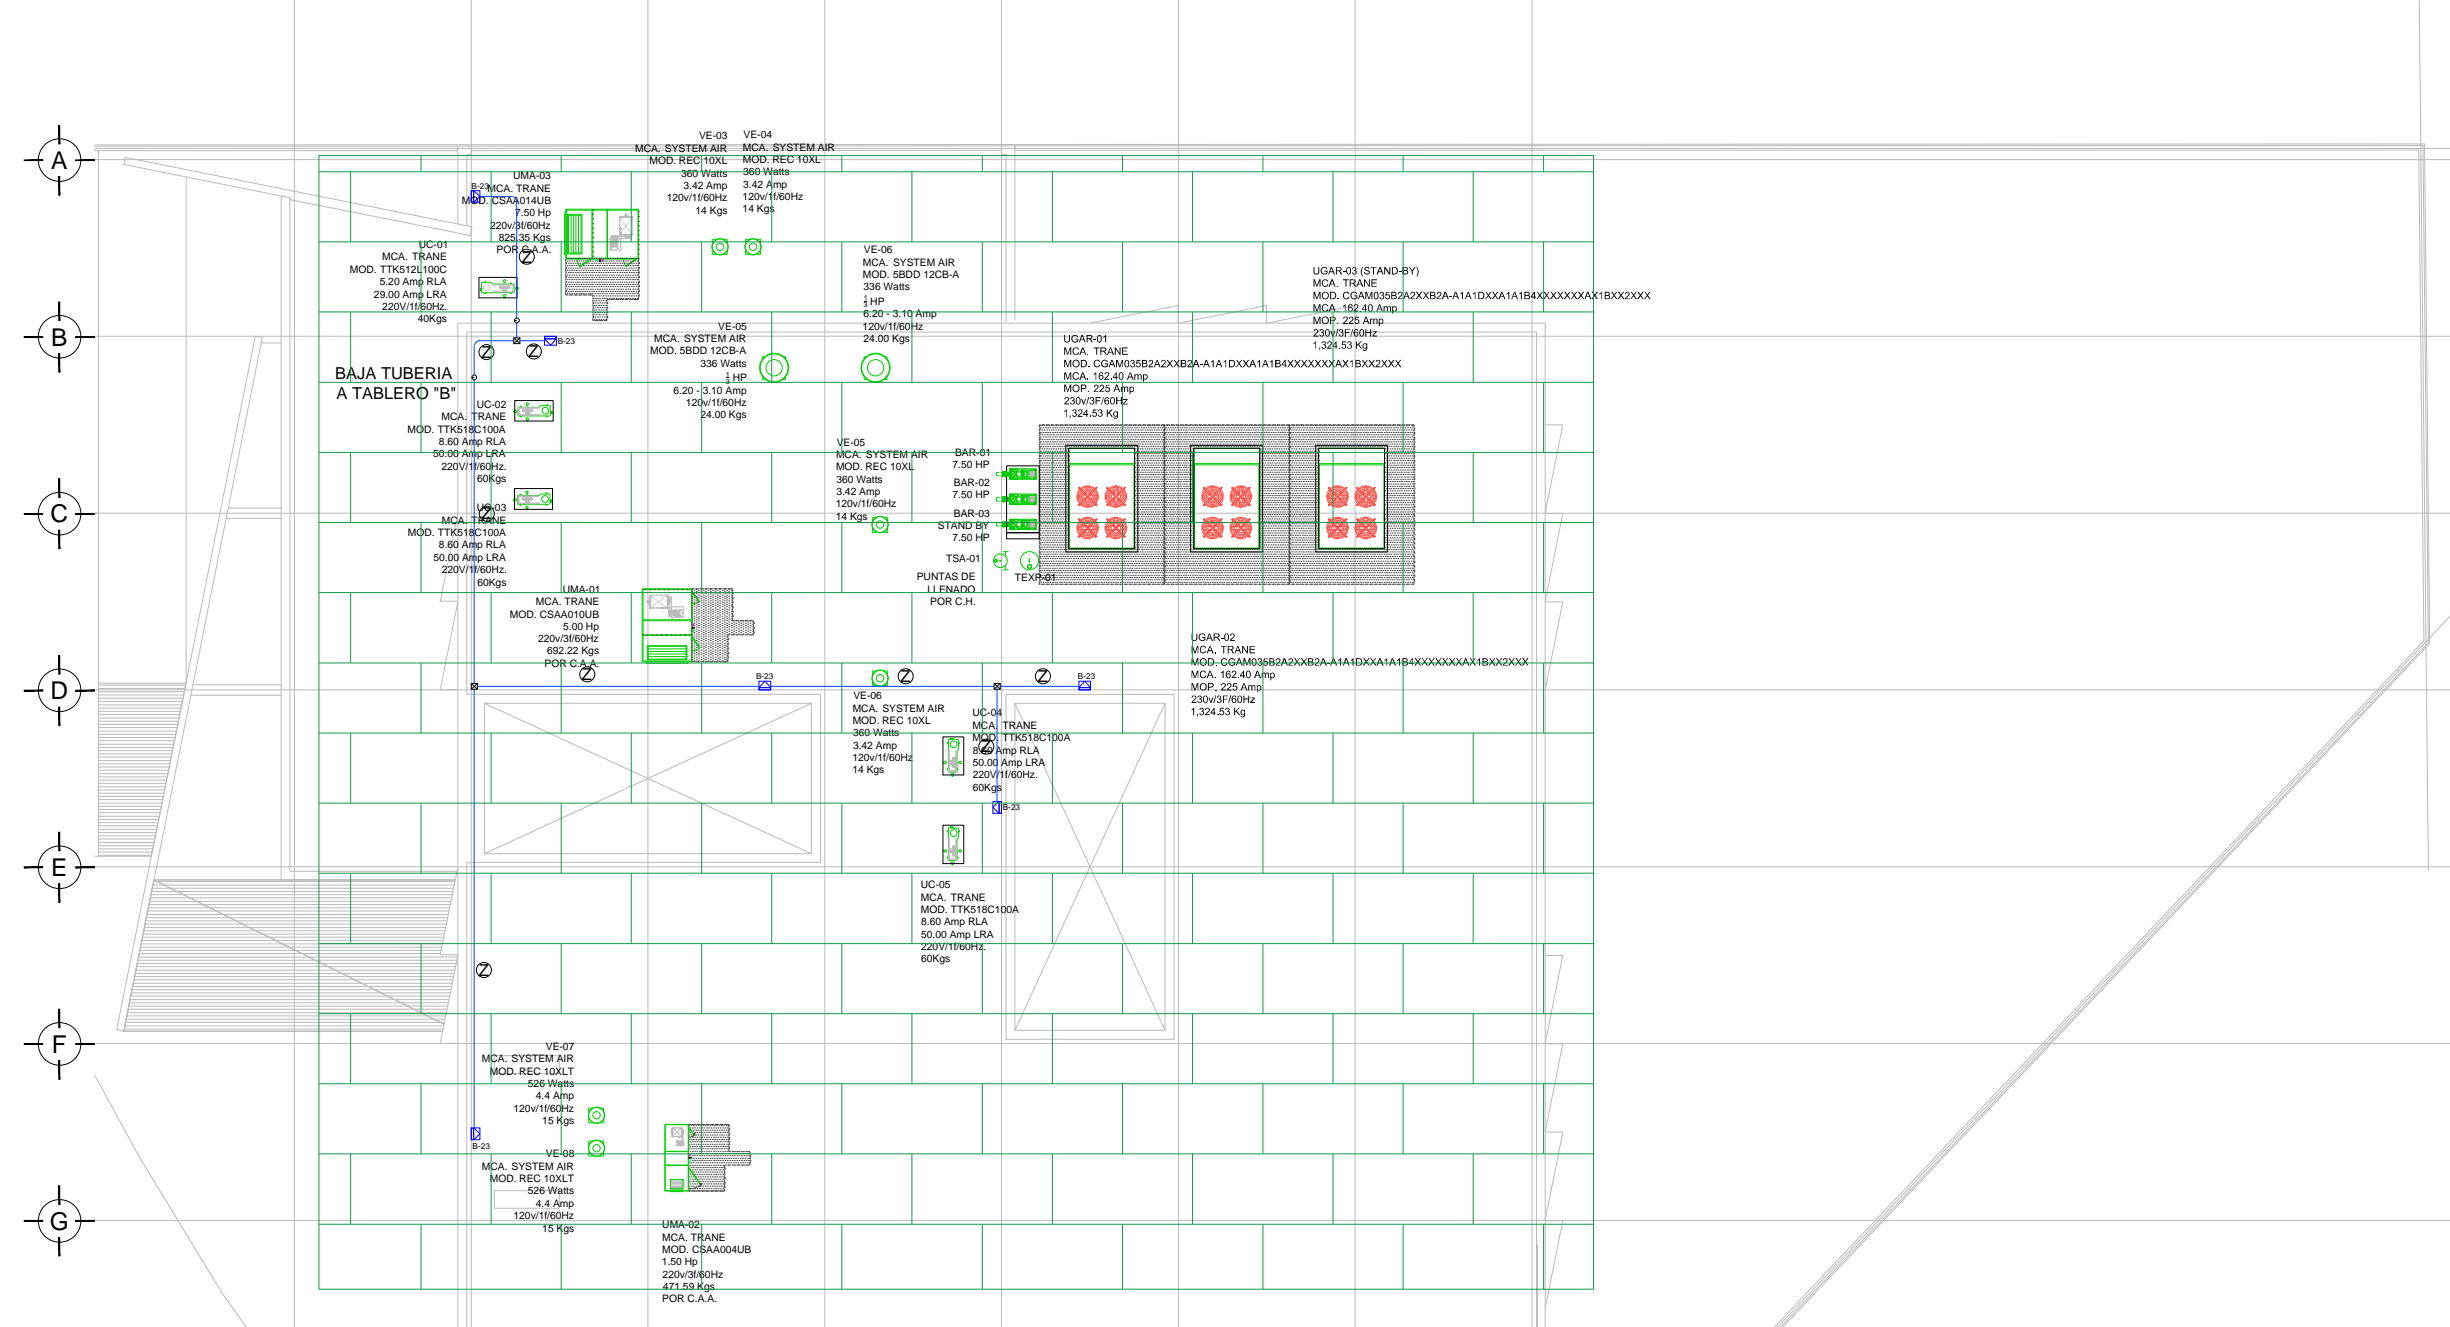 A
B
C
D
E
F
G
VE-03
MCA. SYSTEM AIR
MOD. REC 10XL
360 Watts
3.42 Amp
120v/1f/60Hz
14 Kgs
VE-04
MCA. SYSTEM AIR
MOD. REC 10XL
360 Watts
3.42 Amp
120v/1f/60Hz
14 Kgs
B-23
UMA-03
MCA. TRANE
MOD. CSAA014UB
7.50 Hp
220v/3f/60Hz
825.35 Kgs
POR C.A.A.
UC-01
MCA. TRANE
MOD. TTK512L100C
5.20 Amp RLA
29.00 Amp LRA
220V/1f/60Hz.
40Kgs
Z
VE-06
MCA. SYSTEM AIR
MOD. 5BDD 12CB-A
336 Watts
1/3 HP
6.20 - 3.10 Amp
120v/1f/60Hz
24.00 Kgs
UGAR-03 (STAND-BY)
MCA. TRANE
MOD. CGAM035B2A2XXB2A-A1A1DXXA1A1B4XXXXXXXAX1BXX2XXX
MCA. 162.40 Amp
MOP. 225 Amp
230v/3F/60Hz
1,324.53 Kg
VE-05
MCA. SYSTEM AIR
MOD. 5BDD 12CB-A
336 Watts
1/3 HP
6.20 - 3.10 Amp
120v/1f/60Hz
24.00 Kgs
UGAR-01
MCA. TRANE
MOD. CGAM035B2A2XXB2A-A1A1DXXA1A1B4XXXXXXXAX1BXX2XXX
MCA. 162.40 Amp
MOP. 225 Amp
230v/3F/60Hz
1,324.53 Kg
B-23
Z
Z
BAJA TUBERIA
A TABLERO "B"
UC-02
MCA. TRANE
MOD. TTK518C100A
8.60 Amp RLA
50.00 Amp LRA
220V/1f/60Hz.
60Kgs
VE-05
MCA. SYSTEM AIR
MOD. REC 10XL
360 Watts
3.42 Amp
120v/1f/60Hz
14 Kgs
BAR-01
7.50 HP
BAR-02
7.50 HP
BAR-03
STAND BY
7.50 HP
TSA-01
TEXP-01
PUNTAS DE
LLENADO
POR C.H.
UC-03
Z
MCA. TRANE
MOD. TTK518C100A
8.60 Amp RLA
50.00 Amp LRA
220V/1f/60Hz.
60Kgs
UMA-01
MCA. TRANE
MOD. CSAA010UB
5.00 Hp
220v/3f/60Hz
692.22 Kgs
POR C.A.A.
Z
B-23
Z
Z
B-23
UGAR-02
MCA. TRANE
MOD. CGAM035B2A2XXB2A-A1A1DXXA1A1B4XXXXXXXAX1BXX2XXX
MCA. 162.40 Amp
MOP. 225 Amp
230v/3F/60Hz
1,324.53 Kg
VE-06
MCA. SYSTEM AIR
MOD. REC 10XL
360 Watts
3.42 Amp
120v/1f/60Hz
14 Kgs
UC-04
MCA. TRANE
MOD. TTK518C100A
Z
8.60 Amp RLA
50.00 Amp LRA
220V/1f/60Hz.
60Kgs
B-23
UC-05
MCA. TRANE
MOD. TTK518C100A
8.60 Amp RLA
50.00 Amp LRA
220V/1f/60Hz.
60Kgs
Z
VE-07
MCA. SYSTEM AIR
MOD. REC 10XLT
526 Watts
4.4 Amp
120v/1f/60Hz
15 Kgs
B-23
VE-08
MCA. SYSTEM AIR
MOD. REC 10XLT
526 Watts
4.4 Amp
120v/1f/60Hz
15 Kgs
UMA-02
MCA. TRANE
MOD. CSAA004UB
1.50 Hp
220v/3f/60Hz
471.59 Kgs
POR C.A.A.